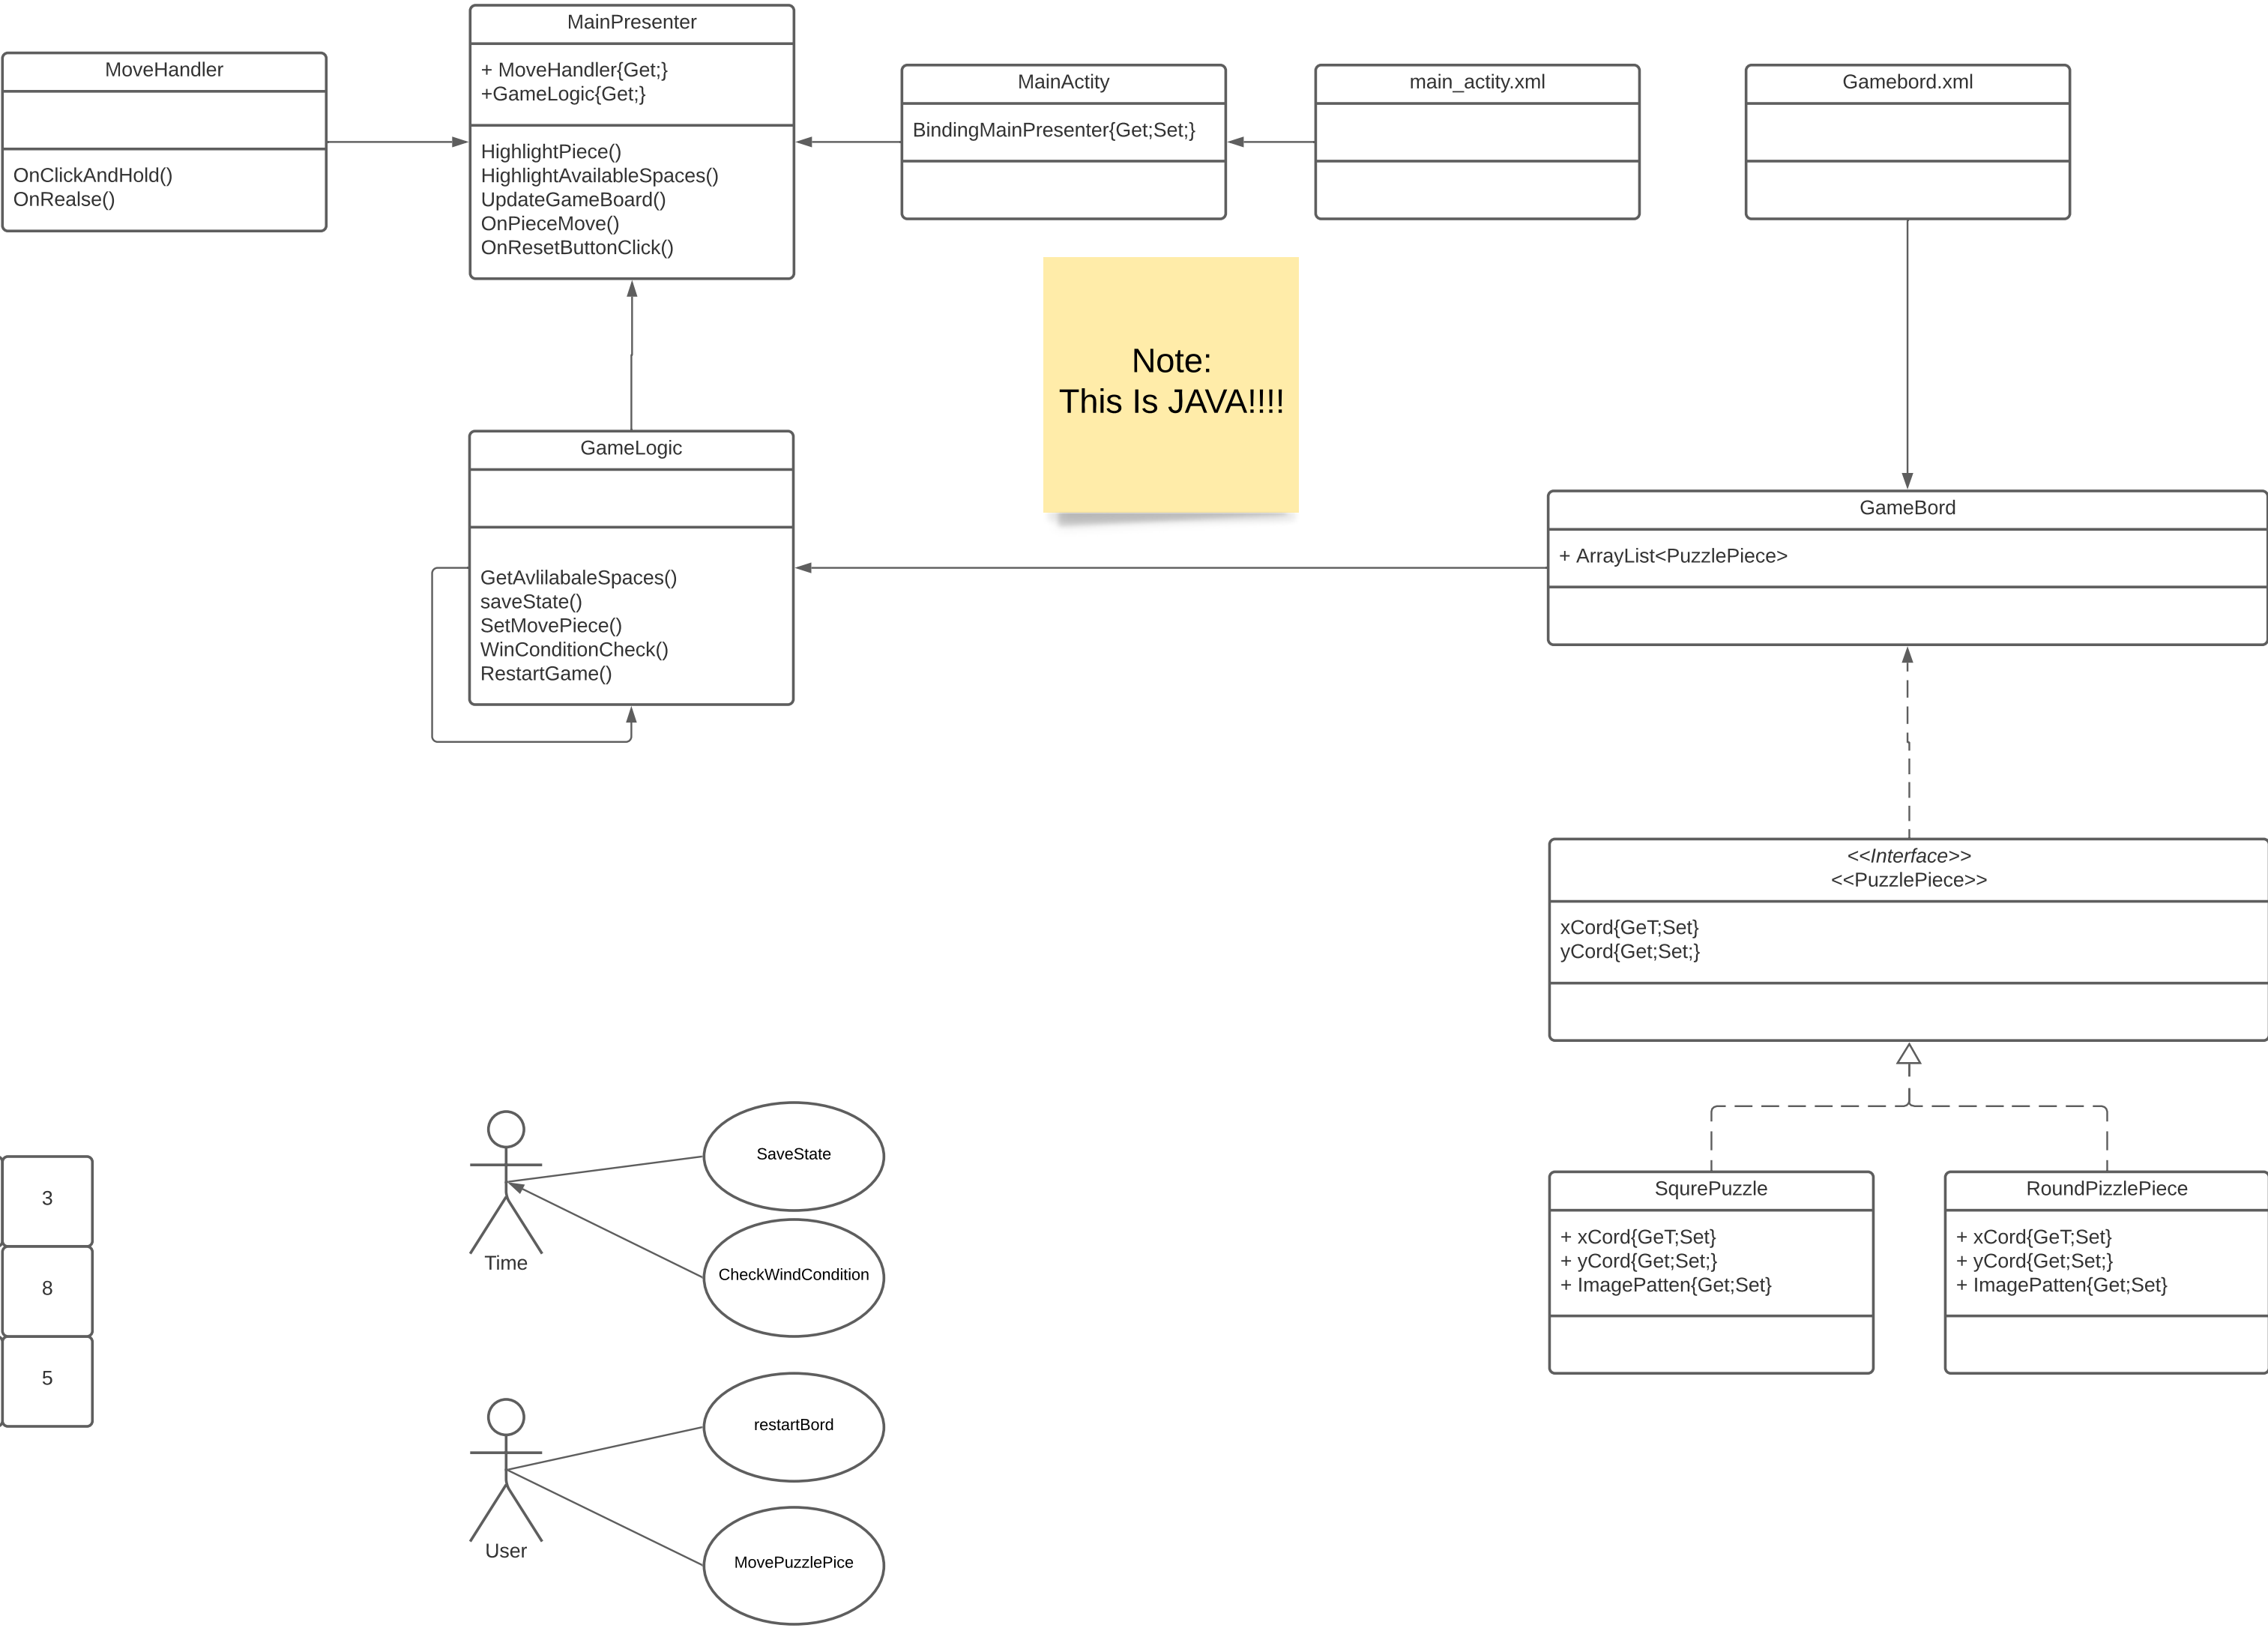 MainPresenter
+ MoveHandler{Get;}
+GameLogic{Get;}
HighlightPiece()
HighlightAvailableSpaces()
UpdateGameBoard()
OnPieceMove()
OnResetButtonClick()
MoveHandler
OnClickAndHold()
OnRealse()
MainActity
BindingMainPresenter{Get;Set;}
main_actity.xml
Gamebord.xml
Note:
This Is JAVA!!!!
GameLogic
GetAvlilabaleSpaces()
saveState()
SetMovePiece()
WinConditionCheck()
RestartGame()
GameBord
+ ArrayList<PuzzlePiece>
<<Interface>>
<<PuzzlePiece>>
xCord{GeT;Set}
yCord{Get;Set;}
SqurePuzzle
+ xCord{GeT;Set}
+ yCord{Get;Set;}
+ ImagePatten{Get;Set}
RoundPizzlePiece
+ xCord{GeT;Set}
+ yCord{Get;Set;}
+ ImagePatten{Get;Set}
3
8
5
Time
SaveState
CheckWindCondition
User
restartBord
MovePuzzlePice